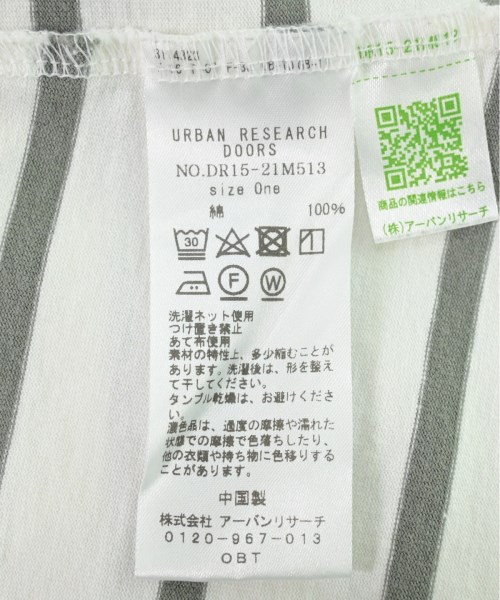 URBAN RESEARCH
DOORS
NO.DR15-21M513
size One
綿 100%
30
F
W
洗濯ネット使用
つけ置き禁止
あて布使用
素材の特性上、多少縮むことが
あります。洗濯後は、形を整え
て干してください。
タンブル乾燥は、お避けくださ
い。
濃色品は、過度の摩擦や濡れた
状態での摩擦で色落ちしたり、
他の衣類や持ち物に色移りする
ことがあります。
中国製
株式会社 アーバンリサーチ
0120-967-013
OBT
商品の関連情報はこちら
(株)アーバンリサーチ